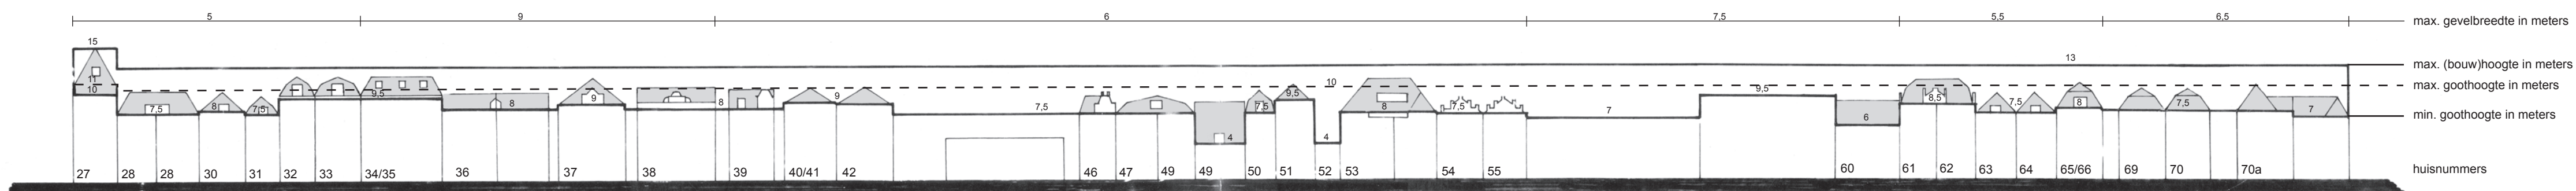 5 9 6 7,5 5,5 6,5 max. gevelbreedte in meters
15 13 max. (bouw)hoogte in meters
11 10 max. goothoogte in meters
10 7,5 8 7,5 9,5 8 9 8 9 7,5 4 7,5 9,5 4 8 7,5 7 9,5 6 8,5 7,5 8 7,5 7 min. goothoogte in meters
27 28 28 30 31 32 33 34/35 36 37 38 39 40/41 42 46 47 49 49 50 51 52 53 54 55 60 61 62 63 64 65/66 69 70 70a huisnummers